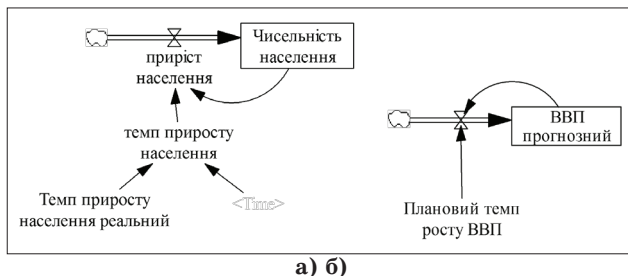 Чисельність
населення
приріст
населення
темп приросту
населення
Темп приросту
населення реальний
<Time>
ВВП
прогнозний
Плановий темп
росту ВВП
а) б)